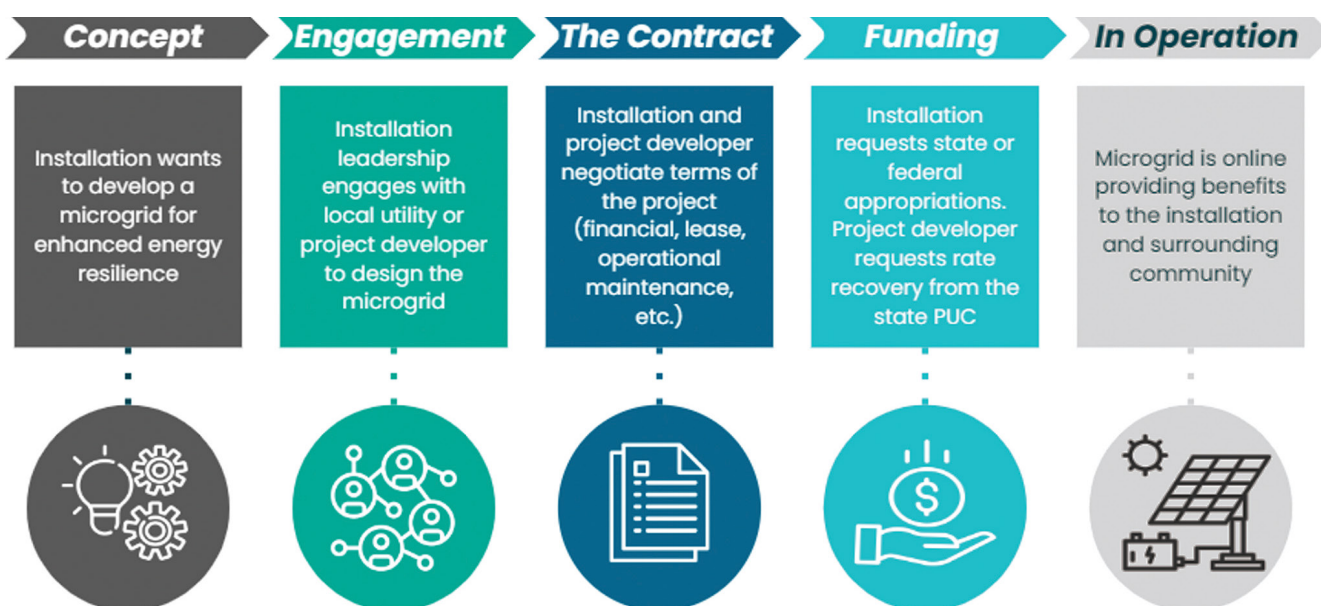 Concept
Engagement
The Contract
Funding
In Operation
Installation wants
to develop a
microgrid for
enhanced energy
resilience
Installation
leadership
engages with
local utility or
project developer
to design the
microgrid
Installation and
project developer
negotiate terms of
the project
(financial, lease,
operational
maintenance,
etc.)
Installation
requests state or
federal
appropriations.
Project developer
requests rate
recovery from the
state PUC
Microgrid is online
providing benefits
to the installation
and surrounding
community
$